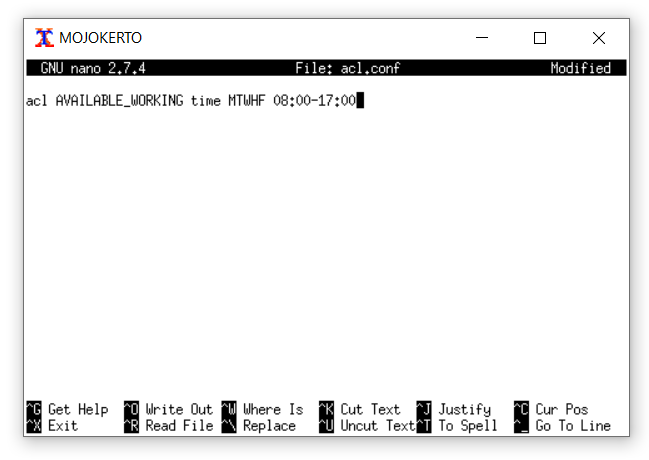 MOJOKERTO
GNU nano 2.7.4 File: acl.conf Modified
acl AVAILABLE_WORKING time MTWHF 08:00-17:00
^G Get Help ^O Write Out ^W Where Is ^K Cut Text ^J Justify ^C Cur Pos
^X Exit ^R Read File ^\ Replace ^U Uncut Text ^T To Spell ^_ Go To Line